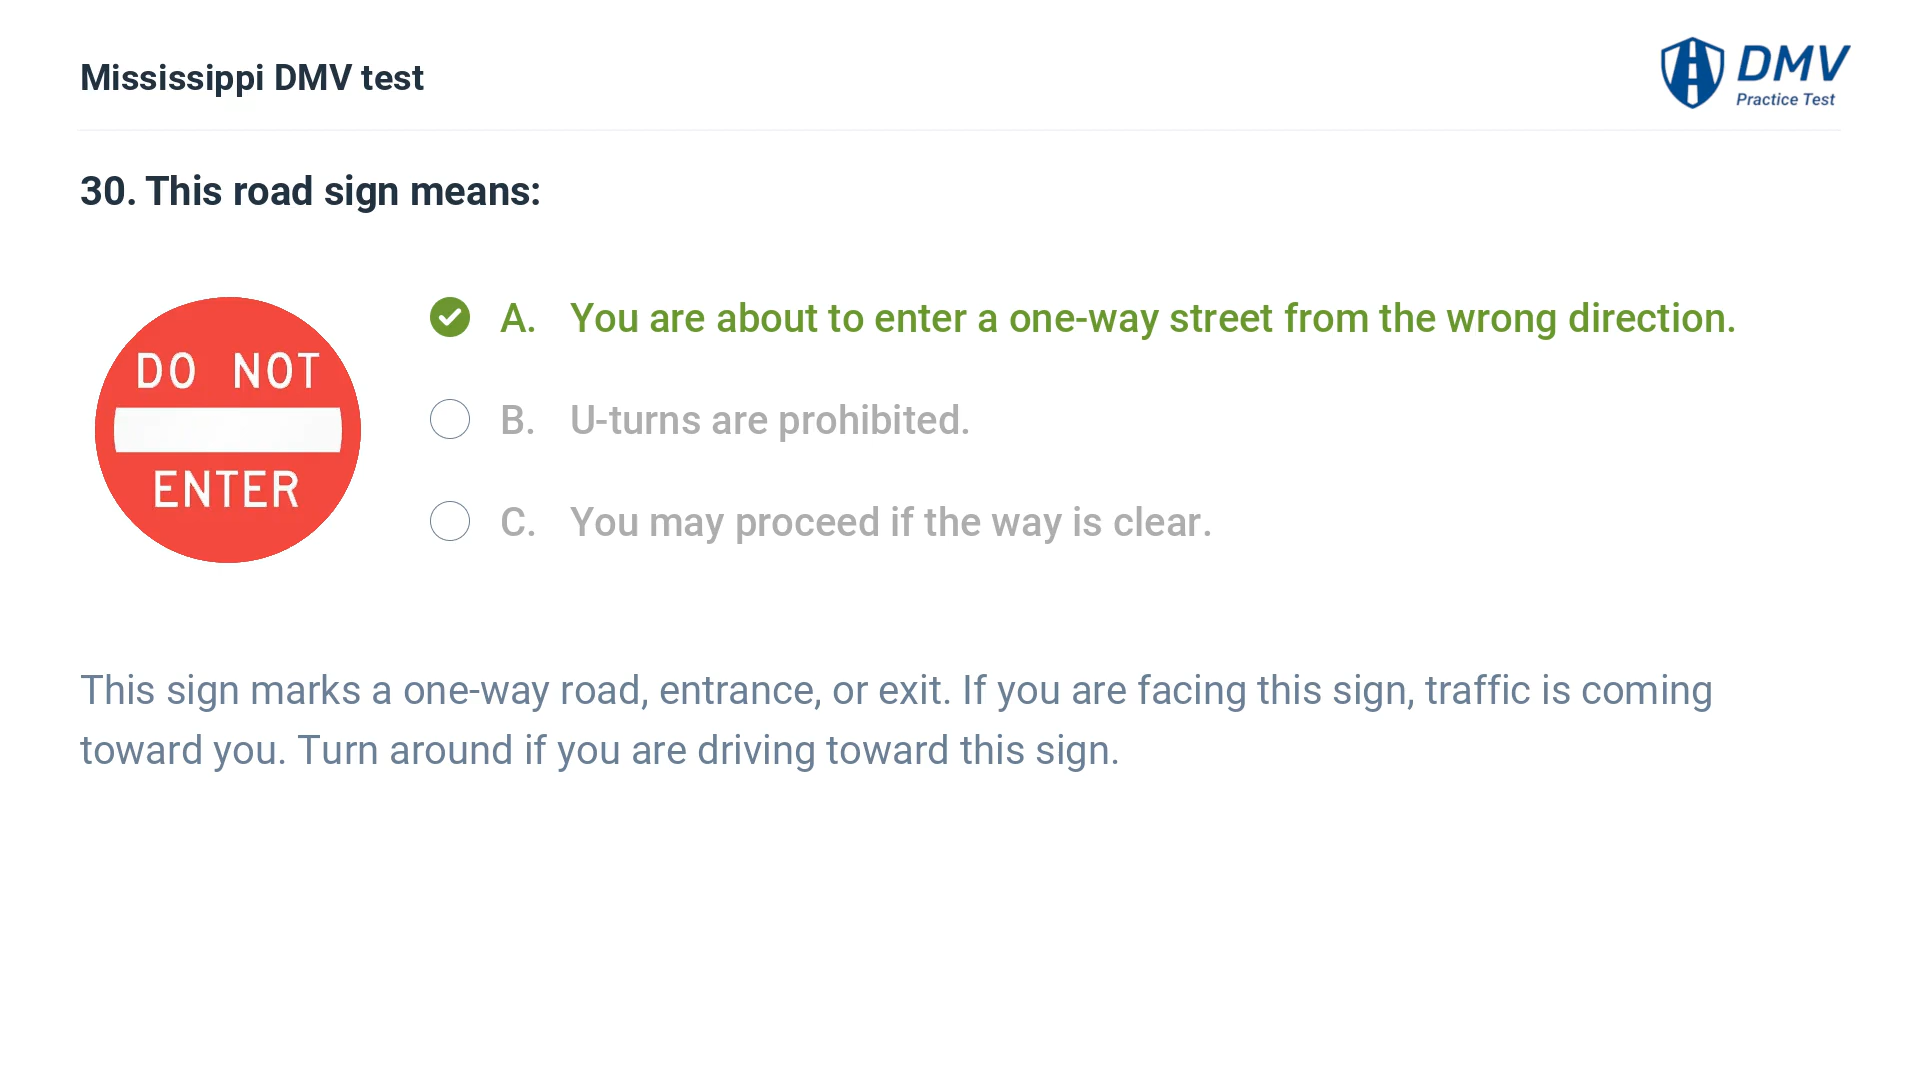 Mississippi DMV test
DMV
Practice Test
30. This road sign means:
DO NOT
ENTER
A. You are about to enter a one-way street from the wrong direction.
B. U-turns are prohibited.
C. You may proceed if the way is clear.
This sign marks a one-way road, entrance, or exit. If you are facing this sign, traffic is coming
toward you. Turn around if you are driving toward this sign.